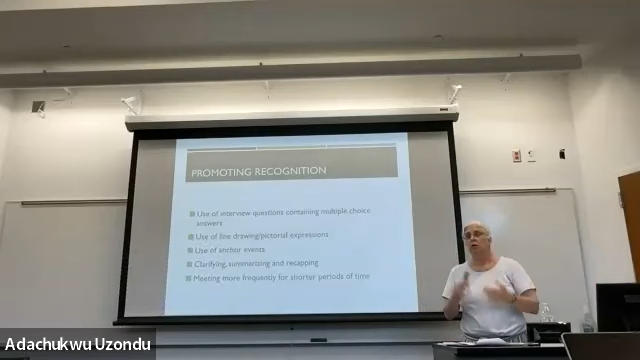 PROMOTING RECOGNITION
Use of interview questions containing multiple choice
answers
Use of line drawing/pictorial expressions
Use of anchor events
Clarifying, summarizing and recapping
Meeting more frequently for shorter periods of time
Adachukwu Uzondu